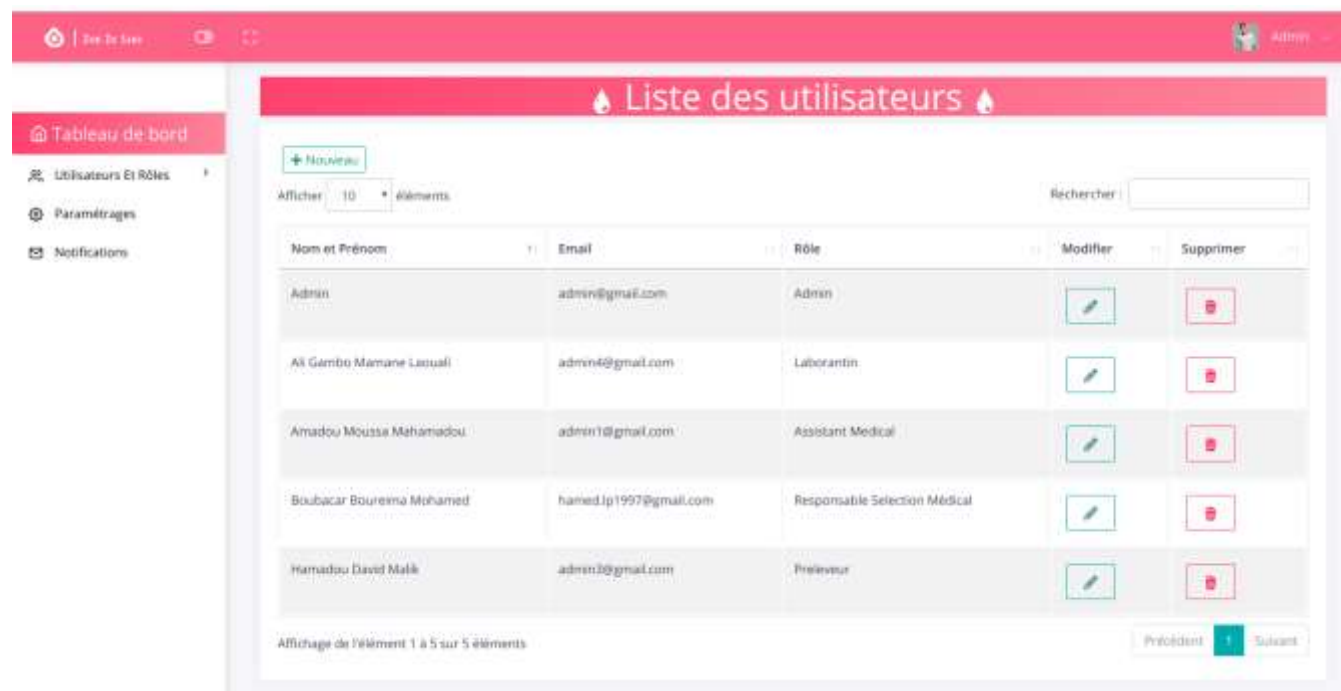 Admin
Liste des utilisateurs
Tableau de bord
Utilisateurs Et Rôles
Paramétrages
Notifications
Nouveau
Afficher 10 éléments
Rechercher :
Nom et Prénom Email Rôle Modifier Supprimer
Admin admin@gmail.com Admin
Ali Gambo Mamane Laouali admin4@gmail.com Laborantin
Amadou Moussa Mahamadou admin1@gmail.com Assistant Medical
Boubacar Boureima Mohamed hamed.lp1997@gmail.com Responsable Selection Médical
Hamadou David Malik admin3@gmail.com Preleveur
Affichage de l'élément 1 à 5 sur 5 éléments
Précédent 1 Suivant